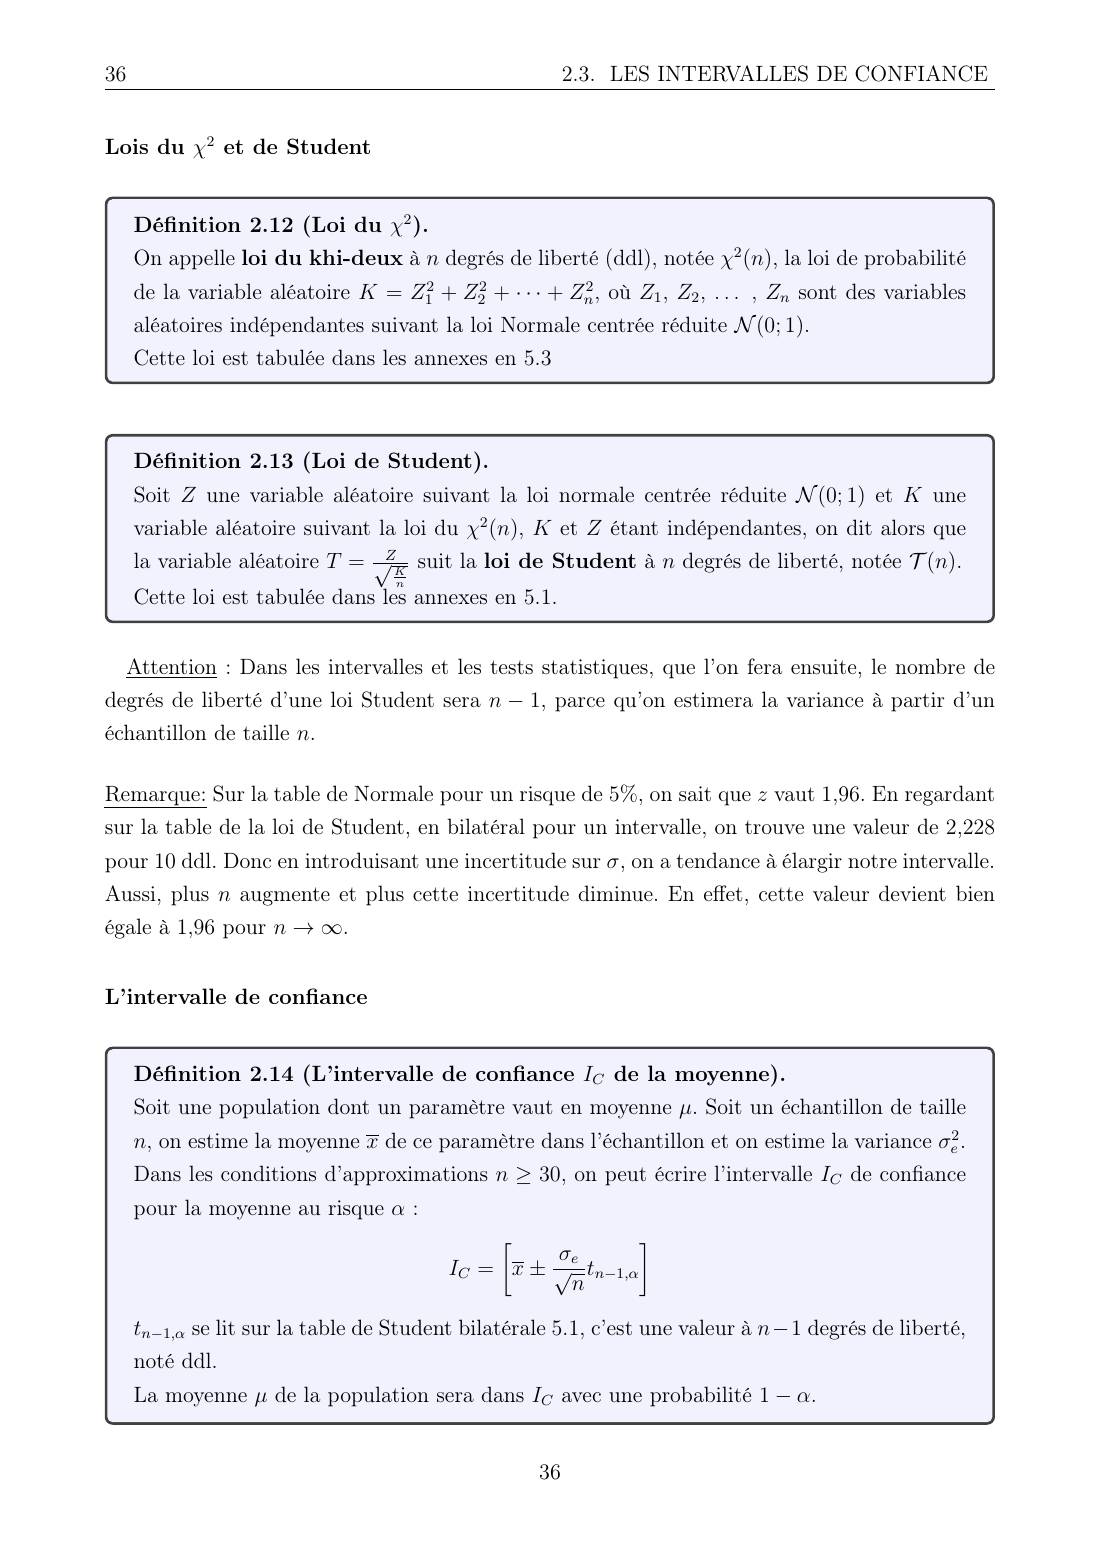 36 2.3. LES INTERVALLES DE CONFIANCE
Lois du χ² et de Student
Définition 2.12 (Loi du χ²).
On appelle loi du khi-deux à n degrés de liberté (ddl), notée χ²(n), la loi de probabilité
de la variable aléatoire K = Z₁² + Z₂² + · · · + Zₙ², où Z₁, Z₂, . . . , Zₙ sont des variables
aléatoires indépendantes suivant la loi Normale centrée réduite 𝒩(0; 1).
Cette loi est tabulée dans les annexes en 5.3
Définition 2.13 (Loi de Student).
Soit Z une variable aléatoire suivant la loi normale centrée réduite 𝒩(0; 1) et K une
variable aléatoire suivant la loi du χ²(n), K et Z étant indépendantes, on dit alors que
la variable aléatoire T = Z/√(K/n) suit la loi de Student à n degrés de liberté, notée 𝒯(n).
Cette loi est tabulée dans les annexes en 5.1.
Attention : Dans les intervalles et les tests statistiques, que l'on fera ensuite, le nombre de
degrés de liberté d'une loi Student sera n − 1, parce qu'on estimera la variance à partir d'un
échantillon de taille n.
Remarque: Sur la table de Normale pour un risque de 5%, on sait que z vaut 1,96. En regardant
sur la table de la loi de Student, en bilatéral pour un intervalle, on trouve une valeur de 2,228
pour 10 ddl. Donc en introduisant une incertitude sur σ, on a tendance à élargir notre intervalle.
Aussi, plus n augmente et plus cette incertitude diminue. En effet, cette valeur devient bien
égale à 1,96 pour n → ∞.
L'intervalle de confiance
Définition 2.14 (L'intervalle de confiance I_C de la moyenne).
Soit une population dont un paramètre vaut en moyenne μ. Soit un échantillon de taille
n, on estime la moyenne x̅ de ce paramètre dans l'échantillon et on estime la variance σₑ².
Dans les conditions d'approximations n ≥ 30, on peut écrire l'intervalle I_C de confiance
pour la moyenne au risque α :
I_C = [x̅ ± σₑ/√n t_{n−1,α}]
t_{n−1,α} se lit sur la table de Student bilatérale 5.1, c'est une valeur à n−1 degrés de liberté,
noté ddl.
La moyenne μ de la population sera dans I_C avec une probabilité 1 − α.
36